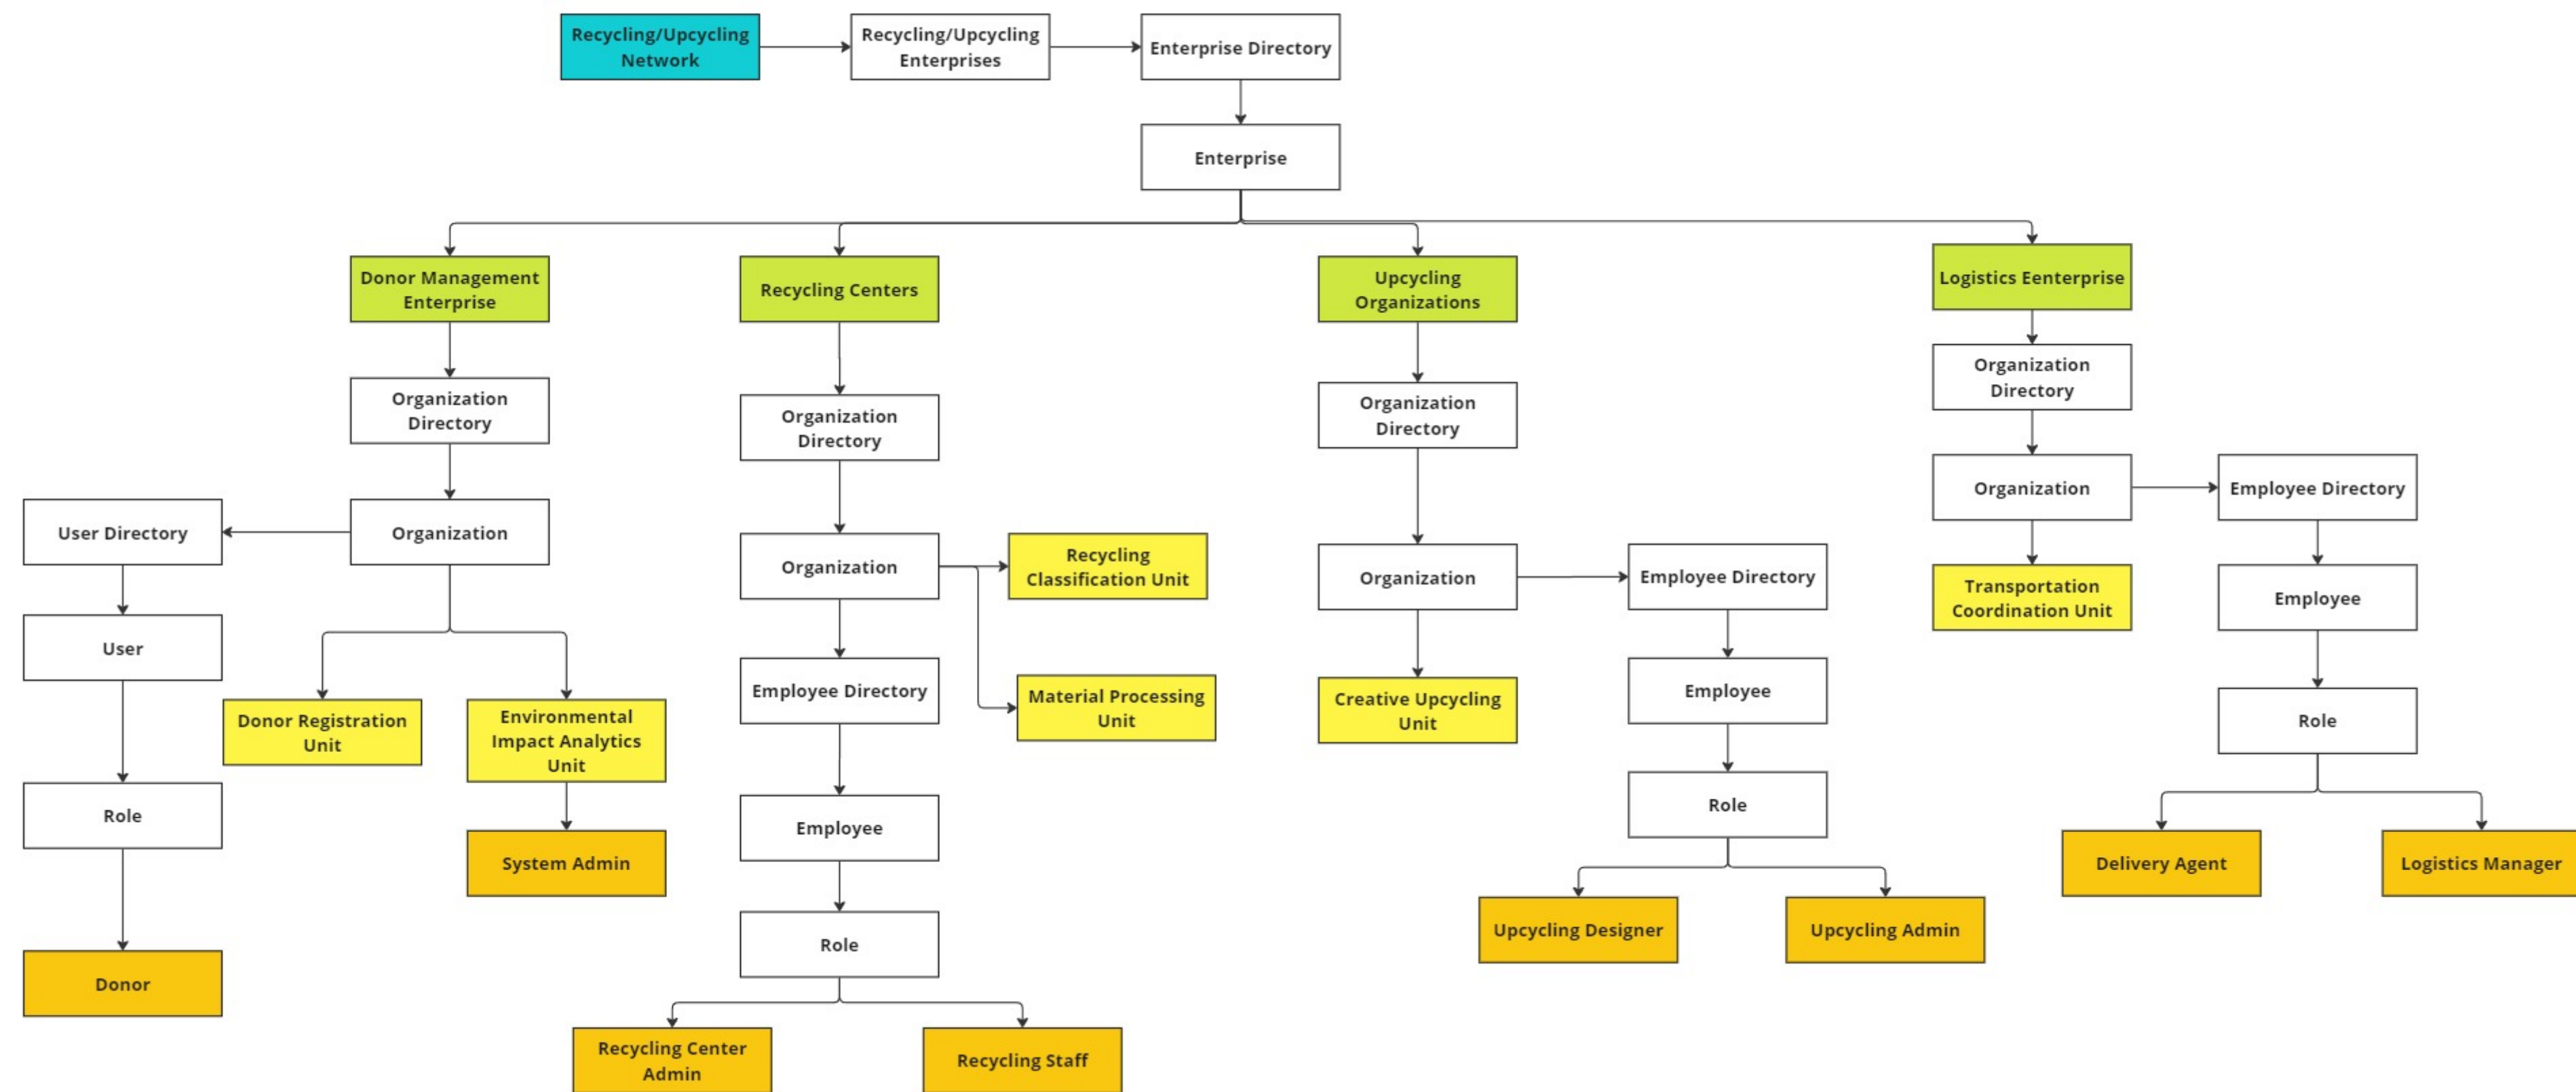 Recycling/Upcycling
Network
Recycling/Upcycling
Enterprises
Enterprise Directory
Enterprise
Donor Management
Enterprise
Recycling Centers
Upcycling
Organizations
Logistics Eenterprise
Organization
Directory
Organization
Directory
Organization
Directory
Organization
Directory
User Directory
Organization
Organization
Recycling
Classification Unit
Organization
Employee Directory
Organization
Employee Directory
User
Employee Directory
Material Processing
Unit
Creative Upcycling
Unit
Employee
Transportation
Coordination Unit
Employee
Donor Registration
Unit
Environmental
Impact Analytics
Unit
Role
Role
Role
System Admin
Employee
Delivery Agent
Logistics Manager
Donor
Role
Upcycling Designer
Upcycling Admin
Recycling Center
Admin
Recycling Staff